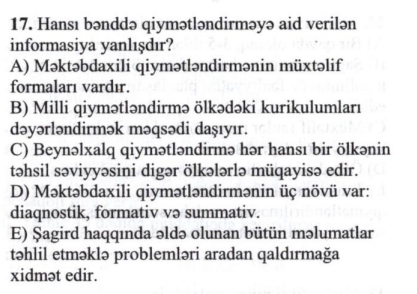 17. Hansı bənddə qiymətləndirməyə aid verilən
informasiya yanlışdır?
A) Məktəbdaxili qiymətləndirmənin müxtəlif
formaları vardır.
B) Milli qiymətləndirmə ölkədəki kurikulumları
dəyərləndirmək məqsədi daşıyır.
C) Beynəlxalq qiymətləndirmə hər hansı bir ölkənin
təhsil səviyyəsini digər ölkələrlə müqayisə edir.
D) Məktəbdaxili qiymətləndirmənin üç növü var:
diaqnostik, formativ və summativ.
E) Şagird haqqında əldə olunan bütün məlumatlar
təhlil etməklə problemləri aradan qaldırmağa
xidmət edir.